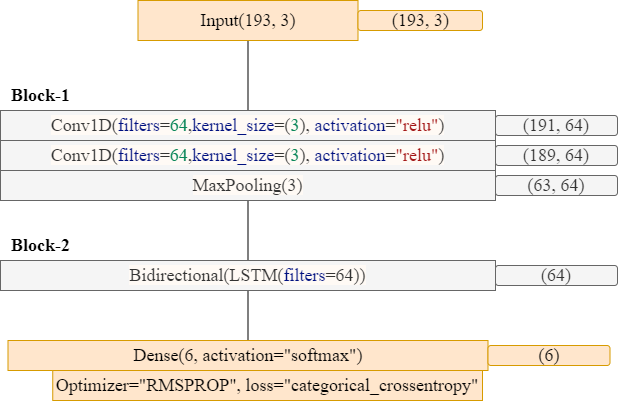 Input(193, 3) (193, 3)
Block-1
Conv1D(filters=64,kernel_size=(3), activation="relu") (191, 64)
Conv1D(filters=64,kernel_size=(3), activation="relu") (189, 64)
MaxPooling(3) (63, 64)
Block-2
Bidirectional(LSTM(filters=64)) (64)
Dense(6, activation="softmax") (6)
Optimizer="RMSPROP", loss="categorical_crossentropy"